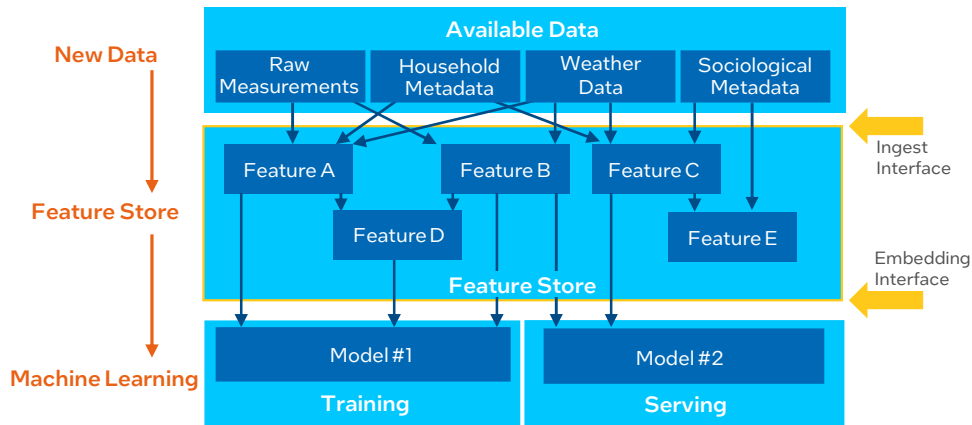 Available Data
New Data
Raw
Measurements
Household
Metadata
Weather
Data
Sociological
Metadata
Ingest
Interface
Feature A
Feature B
Feature C
Feature Store
Feature D
Feature E
Embedding
Interface
Feature Store
Model #1
Model #2
Machine Learning
Training
Serving